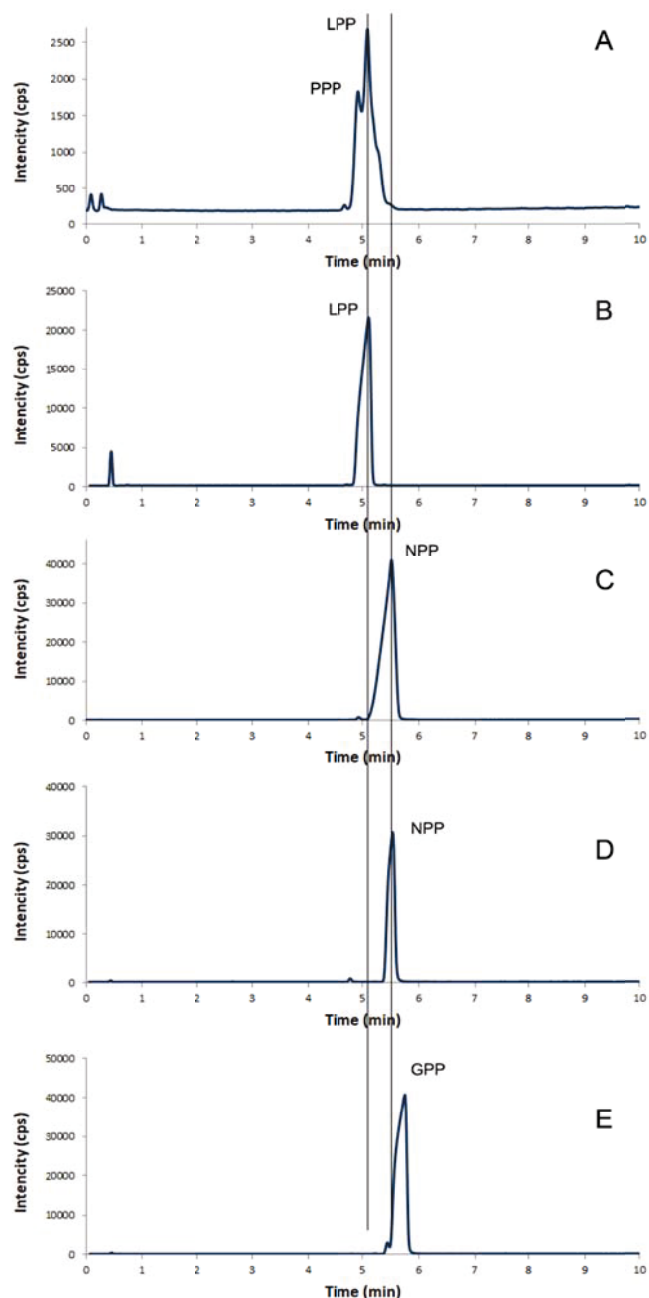 LPP
A
PPP
Intencity (cps)
2500
2000
1500
1000
500
0
0 1 2 3 4 5 6 7 8 9 10
Time (min)
B
LPP
Intencity (cps)
25000
20000
15000
10000
5000
0
0 1 2 3 4 5 6 7 8 9 10
Time (min)
C
NPP
Intencity (cps)
40000
30000
20000
10000
0
0 1 2 3 4 5 6 7 8 9 10
Time (min)
D
NPP
Intencity (cps)
40000
30000
20000
10000
0
0 1 2 3 4 5 6 7 8 9 10
Time (min)
E
GPP
Intencity (cps)
50000
40000
30000
20000
10000
0
0 1 2 3 4 5 6 7 8 9 10
Time (min)